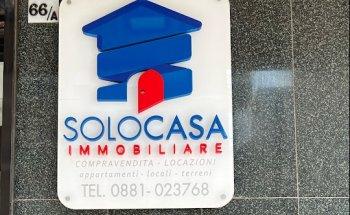 66/A
SOLOCASA
IMMOBILIARE
COMPRAVENDITA - LOCAZIONI
appartamenti - locali - terreni
TEL. 0881- 023768